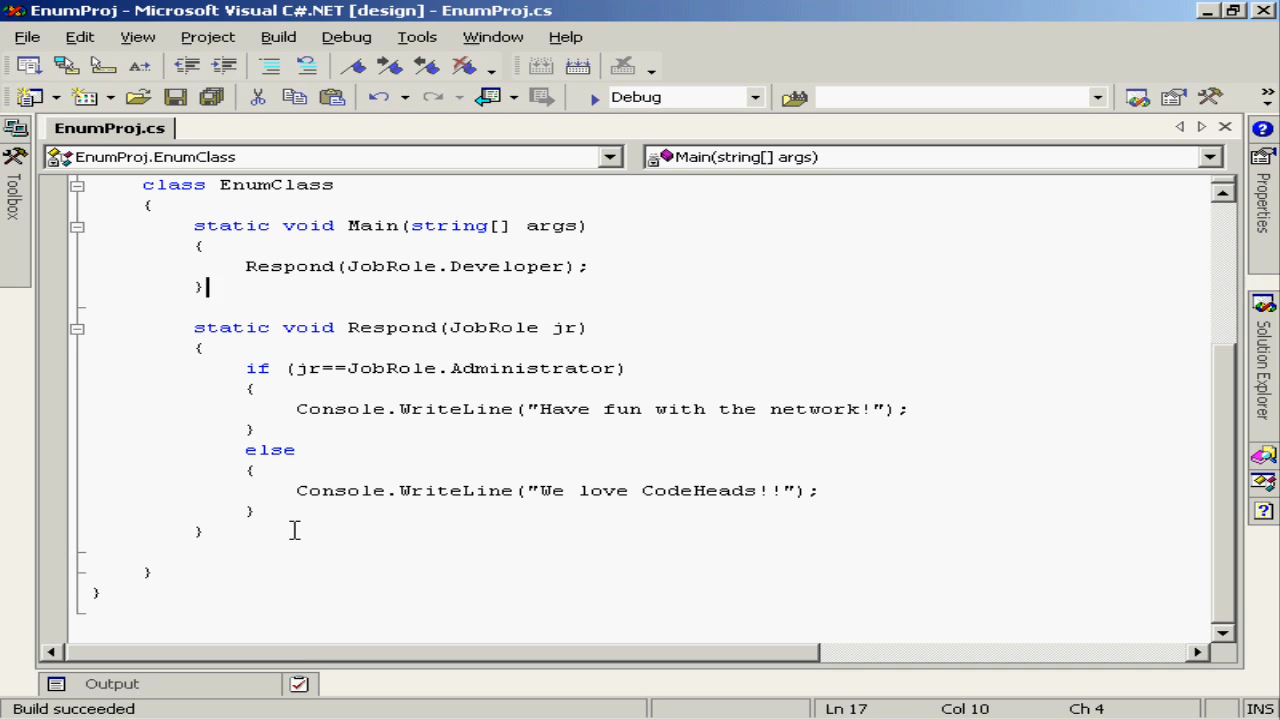 EnumProj - Microsoft Visual C#.NET [design] - EnumProj.cs
File Edit View Project Build Debug Tools Window Help
Debug
EnumProj.cs
EnumProj.EnumClass
Main(string[] args)
Toolbox
Properties
Solution Explorer
class EnumClass
{
static void Main(string[] args)
{
Respond(JobRole.Developer);
}
static void Respond(JobRole jr)
{
if (jr==JobRole.Administrator)
{
Console.WriteLine("Have fun with the network!");
}
else
{
Console.WriteLine("We love CodeHeads!!");
}
}
}
}
Output
Build succeeded Ln 17 Col 10 Ch 4 INS